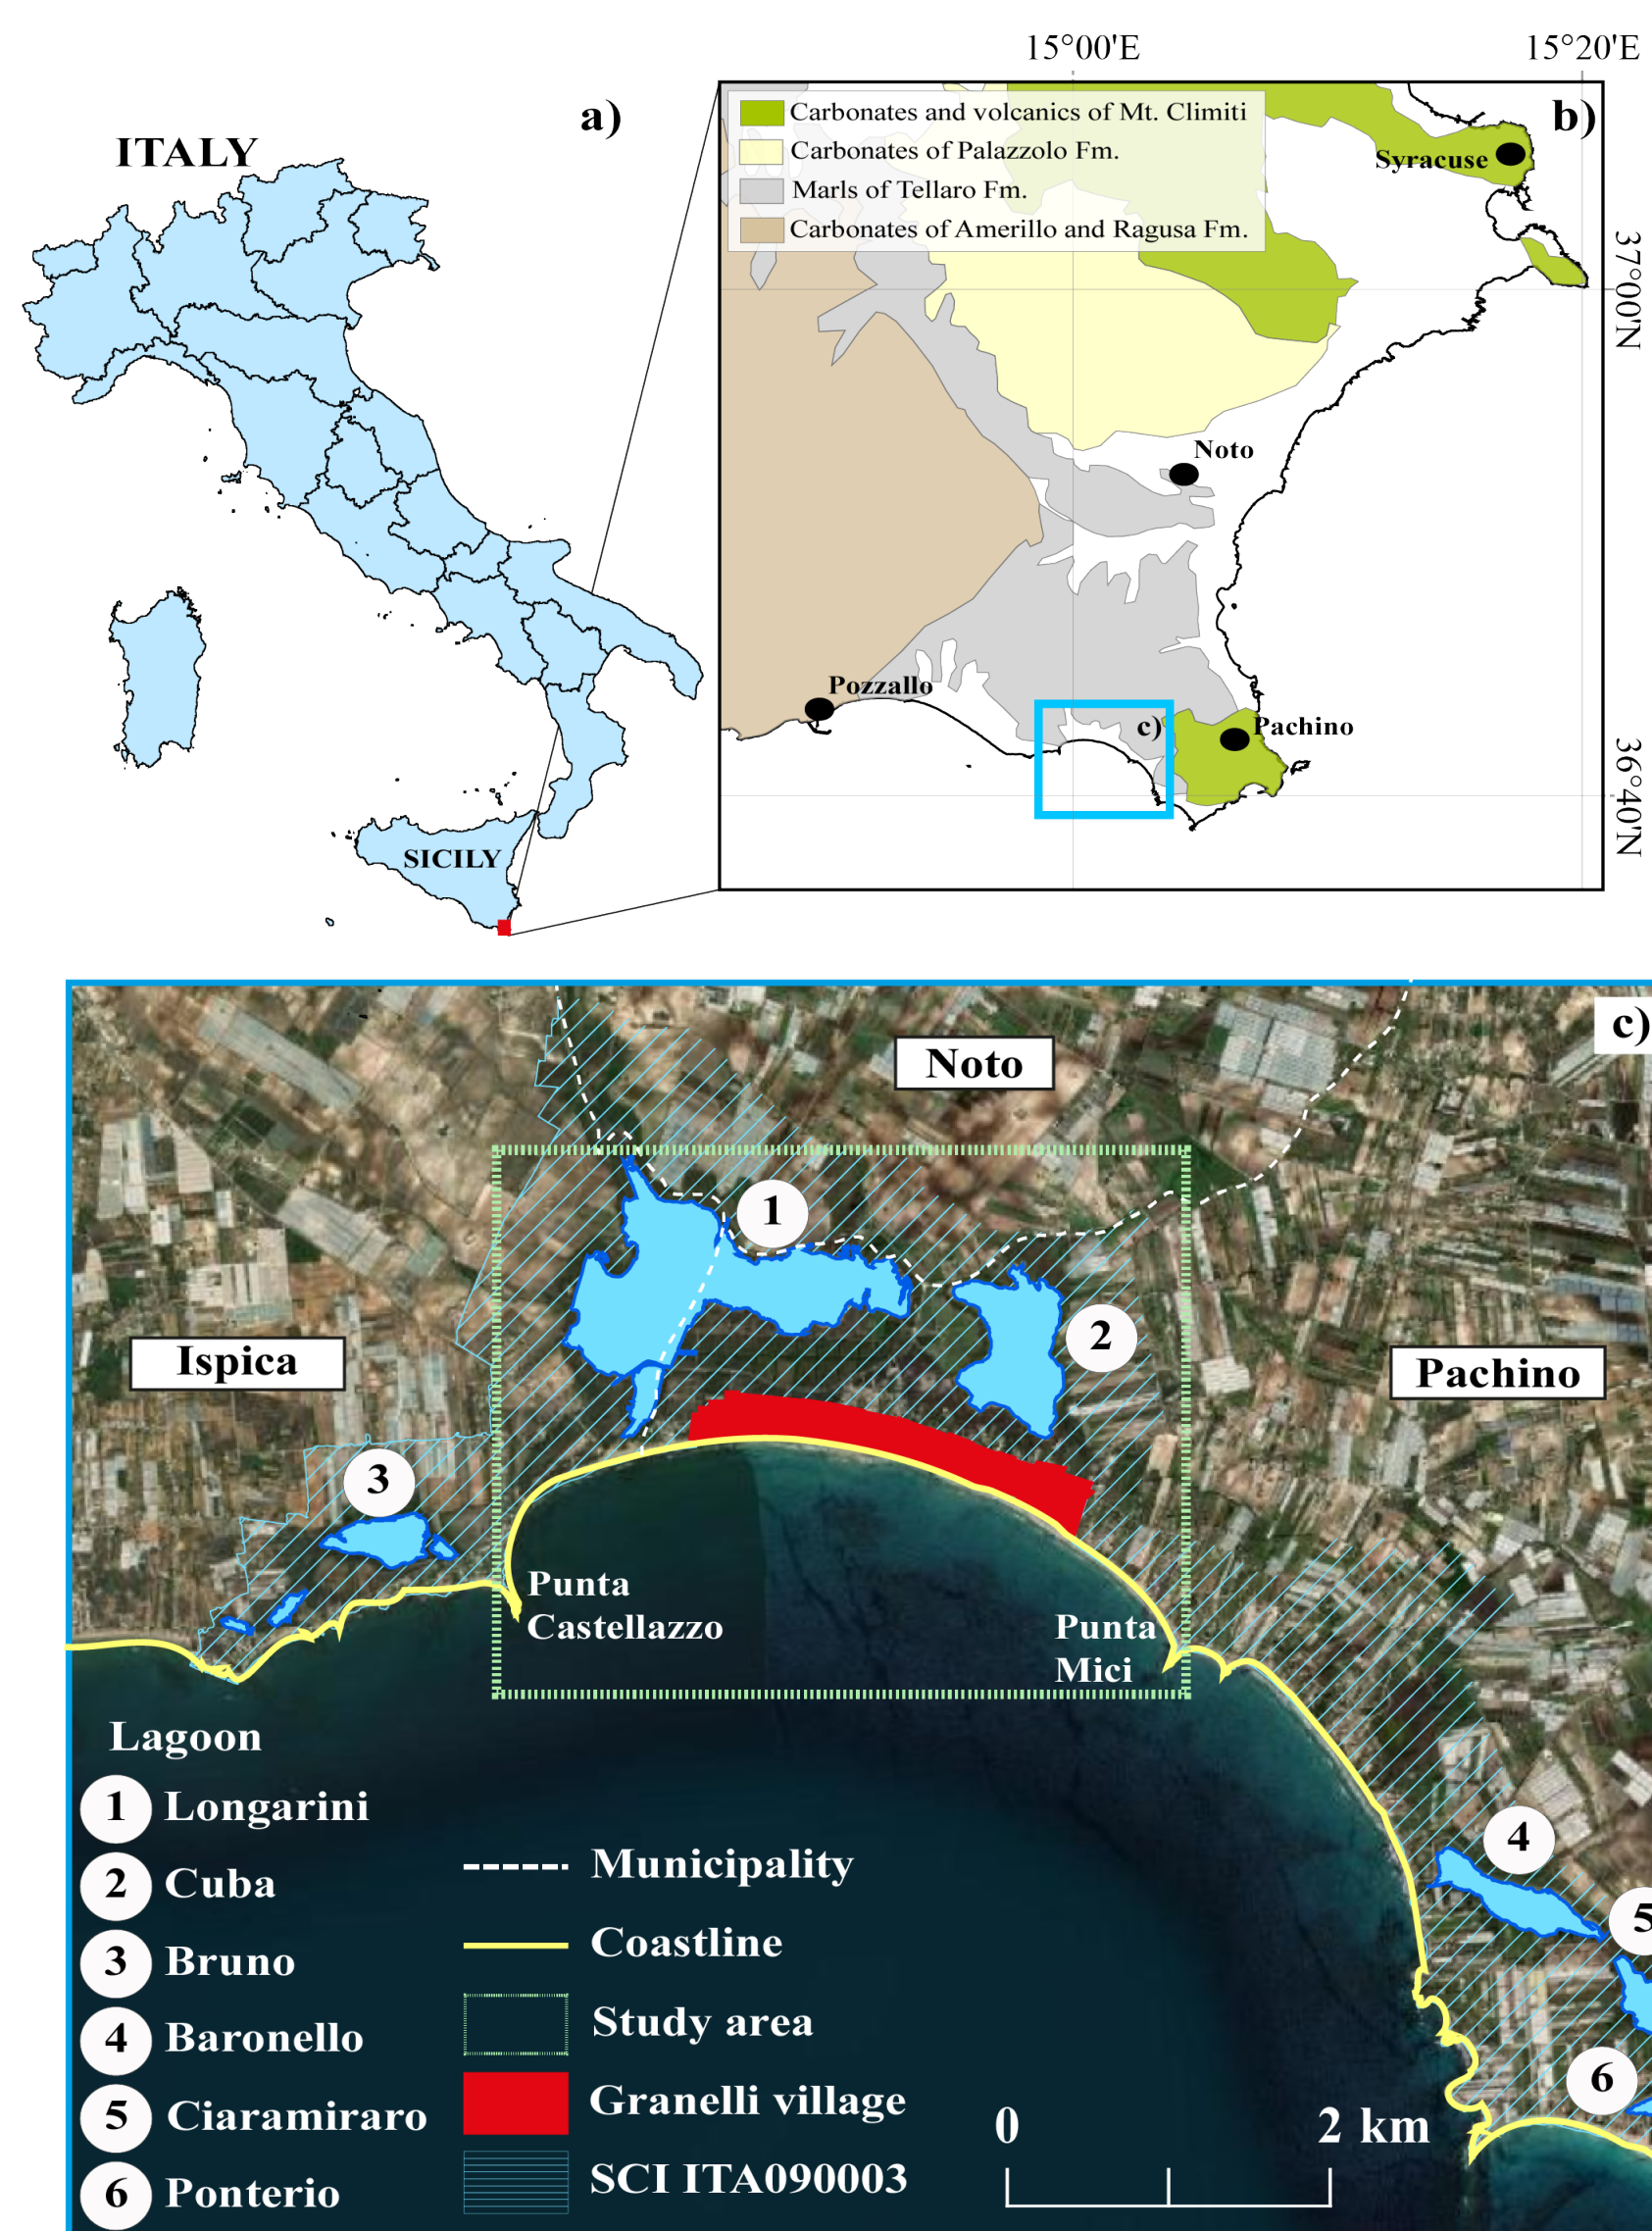 15°00'E
15°20'E
a)
ITALY
SICILY
b)
Carbonates and volcanics of Mt. Climiti
Carbonates of Palazzolo Fm.
Marls of Tellaro Fm.
Carbonates of Amerillo and Ragusa Fm.
Syracuse
37°00'N
Noto
Pozzallo
c)
Pachino
36°40'N
c)
Noto
1
2
Ispica
Pachino
3
Punta
Castellazzo
Punta
Mici
4
5
6
Lagoon
1 Longarini
2 Cuba
3 Bruno
4 Baronello
5 Ciaramiraro
6 Ponterio
Municipality
Coastline
Study area
Granelli village
SCI ITA090003
0
2 km